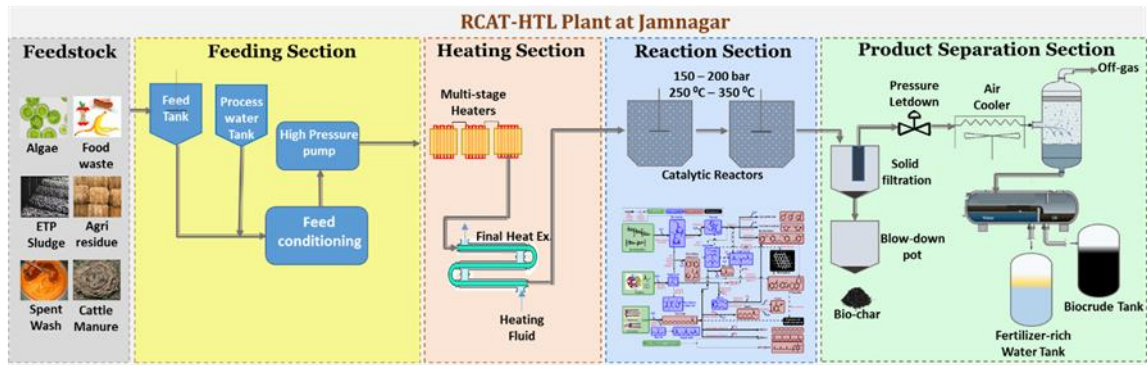 RCAT-HTL Plant at Jamnagar
Feedstock
Algae
Food
waste
ETP
Sludge
Agri
residue
Spent
Wash
Cattle
Manure
Feeding Section
Feed
Tank
Process
water
Tank
High Pressure
pump
Feed
conditioning
Heating Section
Multi-stage
Heaters
Final Heat Ex.
Heating
Fluid
Reaction Section
150 – 200 bar
250 ⁰C – 350 ⁰C
Catalytic Reactors
Product Separation Section
Off-gas
Pressure
Letdown
Air
Cooler
Solid
filtration
Blow-down
pot
Bio-char
Biocrude Tank
Fertilizer-rich
Water Tank